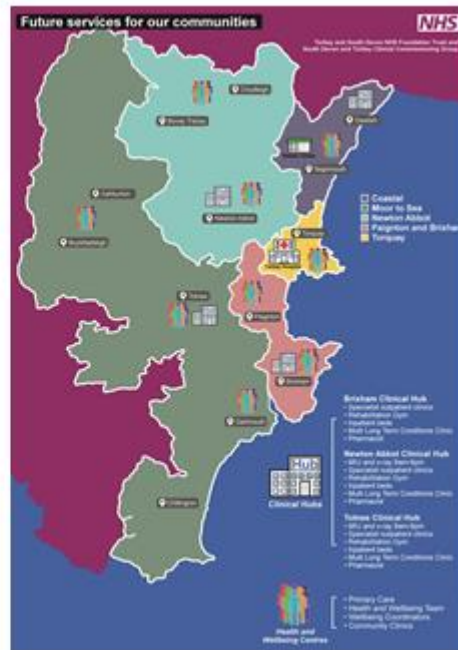 Future services for our communities
NHS
Torbay and South Devon NHS Foundation Trust and
South Devon and Torbay Clinical Commissioning Group
Chudleigh
Bovey Tracey
Dawlish
Teignmouth
Ashburton
Newton Abbot
Buckfastleigh
Torquay
Torbay Hospital
Coastal
Moor to Sea
Newton Abbot
Paignton and Brixham
Torquay
Totnes
Paignton
Brixham
Dartmouth
Brixham Clinical Hub
• Specialist outpatient clinics
• Rehabilitation Gym
• Inpatient beds
• Multi Long Term Conditions Clinic
• Pharmacist
Newton Abbot Clinical Hub
• MIU and x-ray 8am-8pm
• Specialist outpatient clinics
• Rehabilitation Gym
• Inpatient beds
• Multi Long Term Conditions Clinic
• Pharmacist
Hub
Clinical Hubs
Totnes Clinical Hub
• MIU and x-ray 8am-8pm
• Specialist outpatient clinics
• Rehabilitation Gym
• Inpatient beds
• Multi Long Term Conditions Clinic
• Pharmacist
Health and
Wellbeing Centres
• Primary Care
• Health and Wellbeing Team
• Wellbeing Coordinators
• Community Clinics